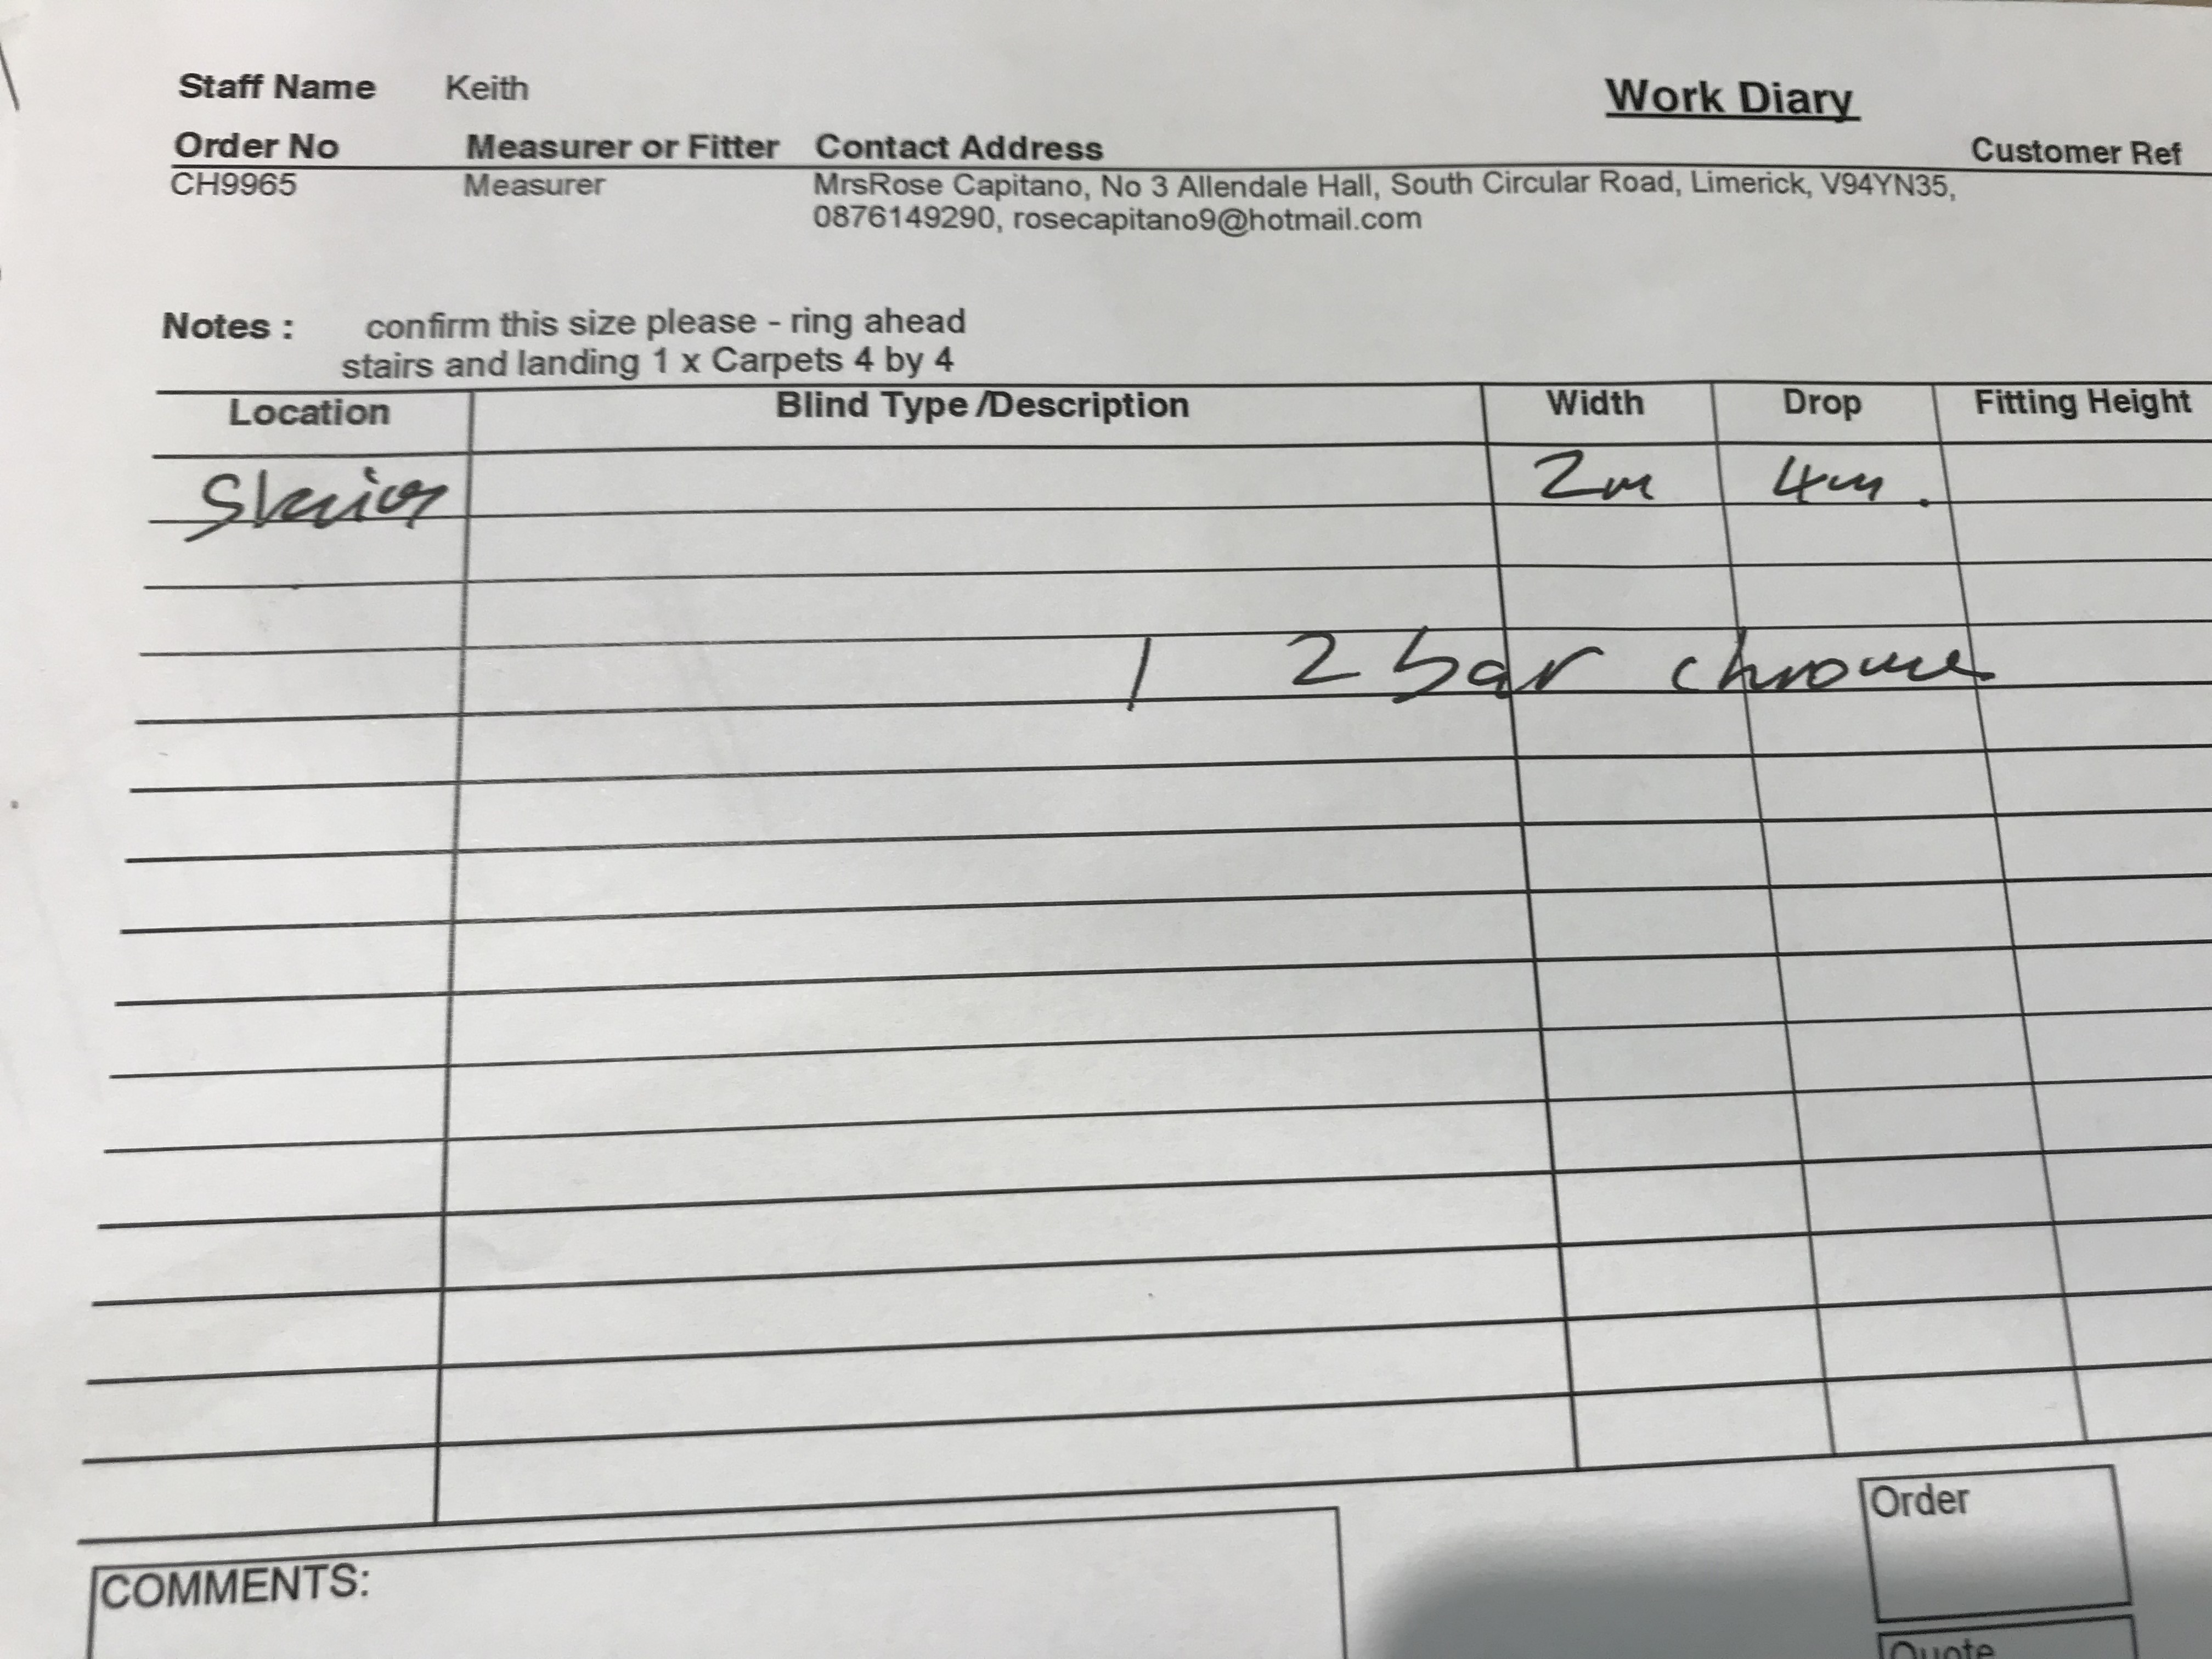 Staff Name Keith
Work Diary
Order No Measurer or Fitter Contact Address Customer Ref
CH9965 Measurer MrsRose Capitano, No 3 Allendale Hall, South Circular Road, Limerick, V94YN35,
0876149290, rosecapitano9@hotmail.com
Notes : confirm this size please - ring ahead
stairs and landing 1 x Carpets 4 by 4
Location Blind Type /Description Width Drop Fitting Height
Stairs 2m 4m.
1 2 bar chrome
Order
COMMENTS:
Quote